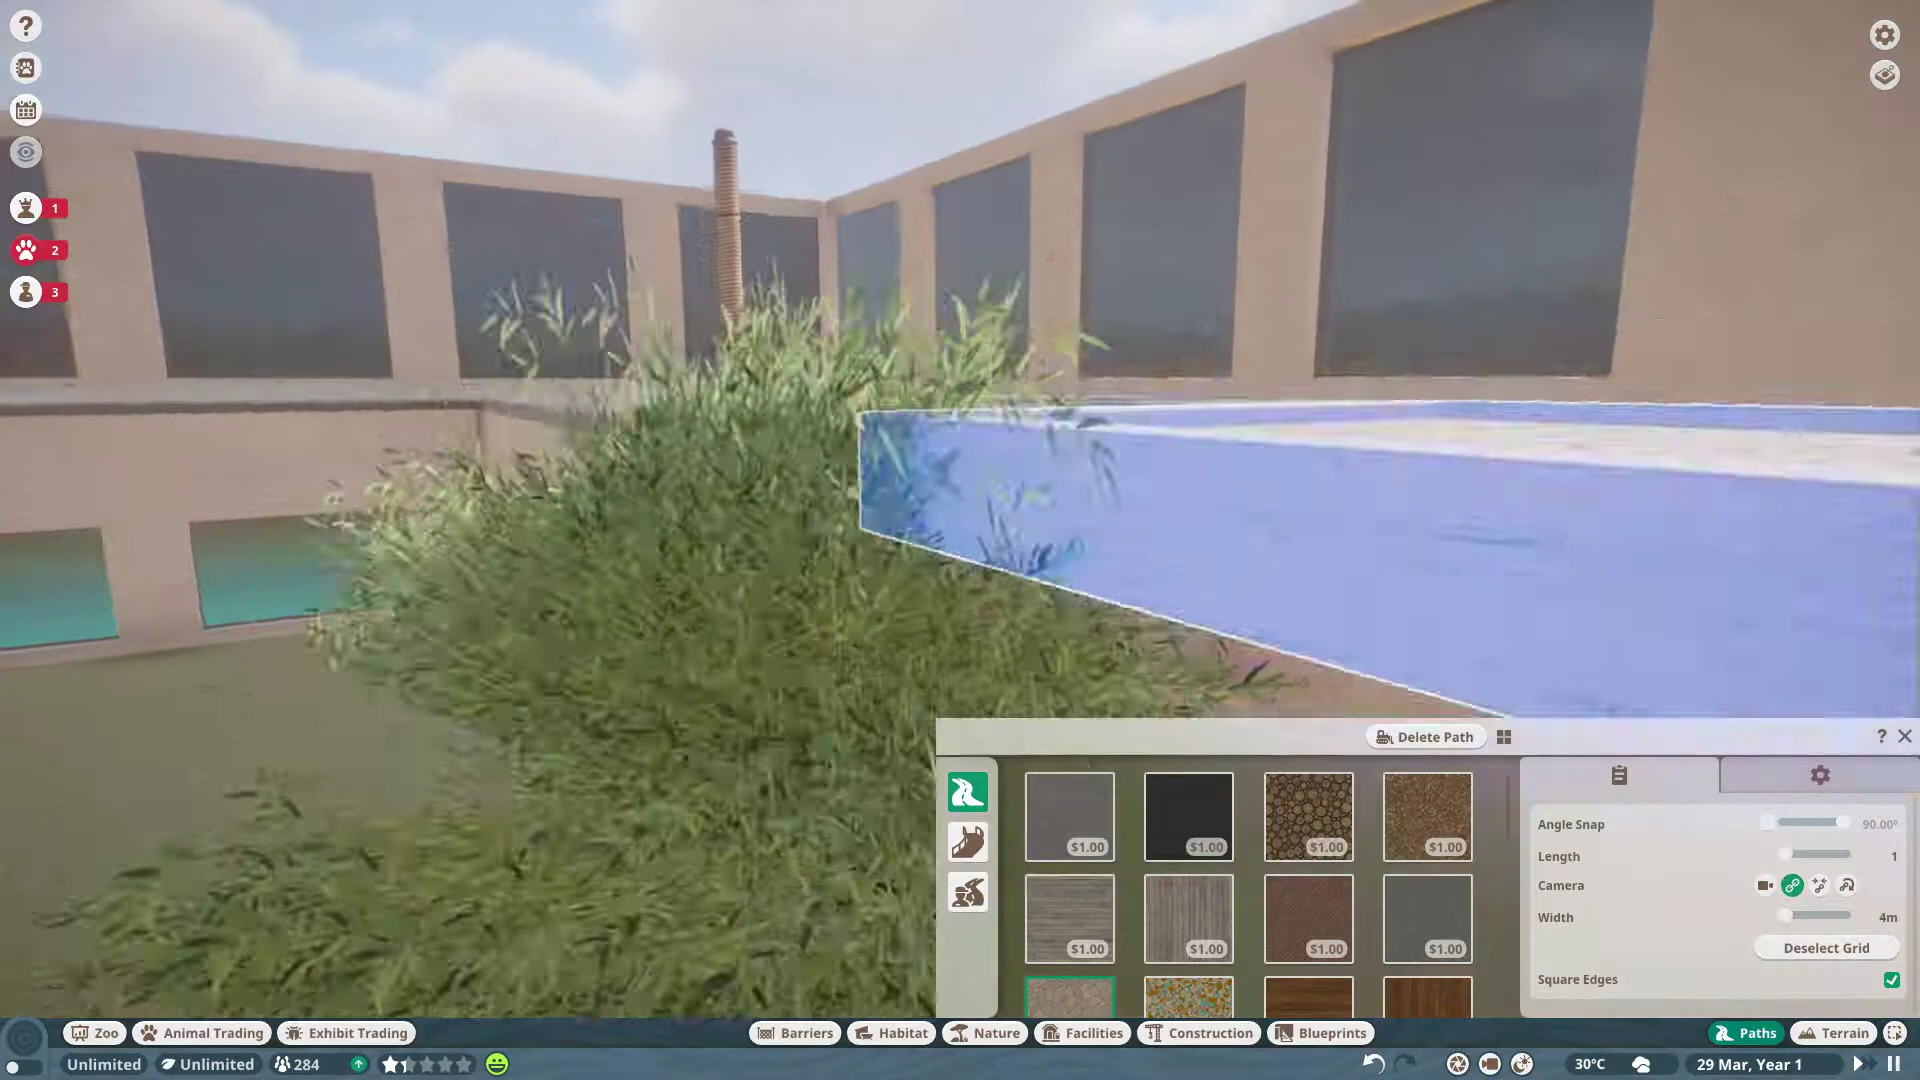 ?
1
2
3
Delete Path
?
$1.00
$1.00
$1.00
$1.00
$1.00
$1.00
$1.00
$1.00
Angle Snap 90.00°
Length 1
Camera
Width 4m
Deselect Grid
Square Edges
Zoo Animal Trading Exhibit Trading Barriers Habitat Nature Facilities Construction Blueprints Paths Terrain
Unlimited Unlimited 284 30°C 29 Mar, Year 1